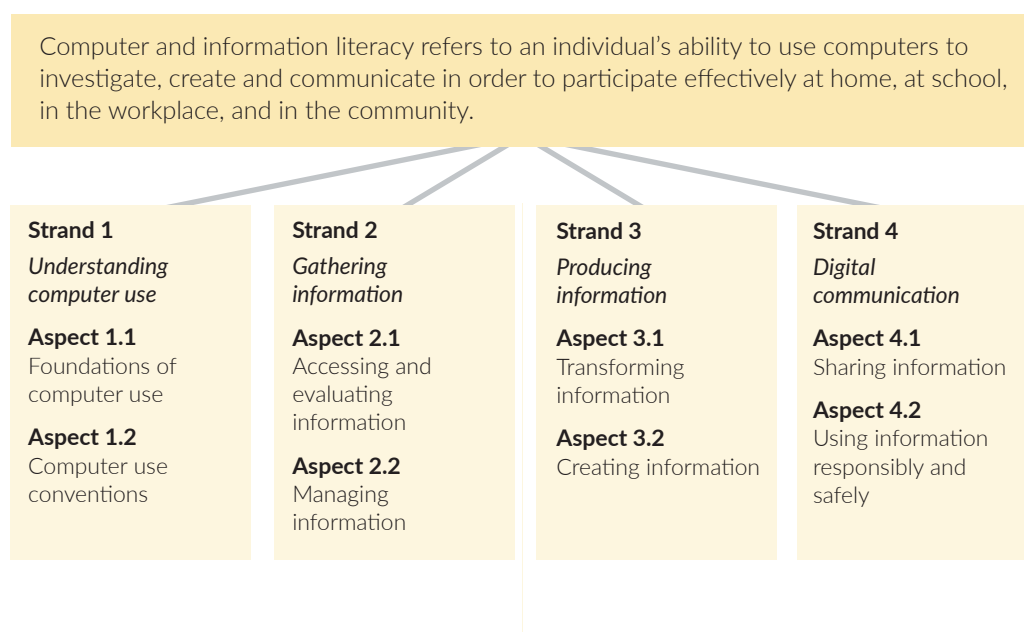 Computer and information literacy refers to an individual’s ability to use computers to
investigate, create and communicate in order to participate effectively at home, at school,
in the workplace, and in the community.
Strand 1
Understanding
computer use
Aspect 1.1
Foundations of
computer use
Aspect 1.2
Computer use
conventions
Strand 2
Gathering
information
Aspect 2.1
Accessing and
evaluating
information
Aspect 2.2
Managing
information
Strand 3
Producing
information
Aspect 3.1
Transforming
information
Aspect 3.2
Creating information
Strand 4
Digital
communication
Aspect 4.1
Sharing information
Aspect 4.2
Using information
responsibly and
safely